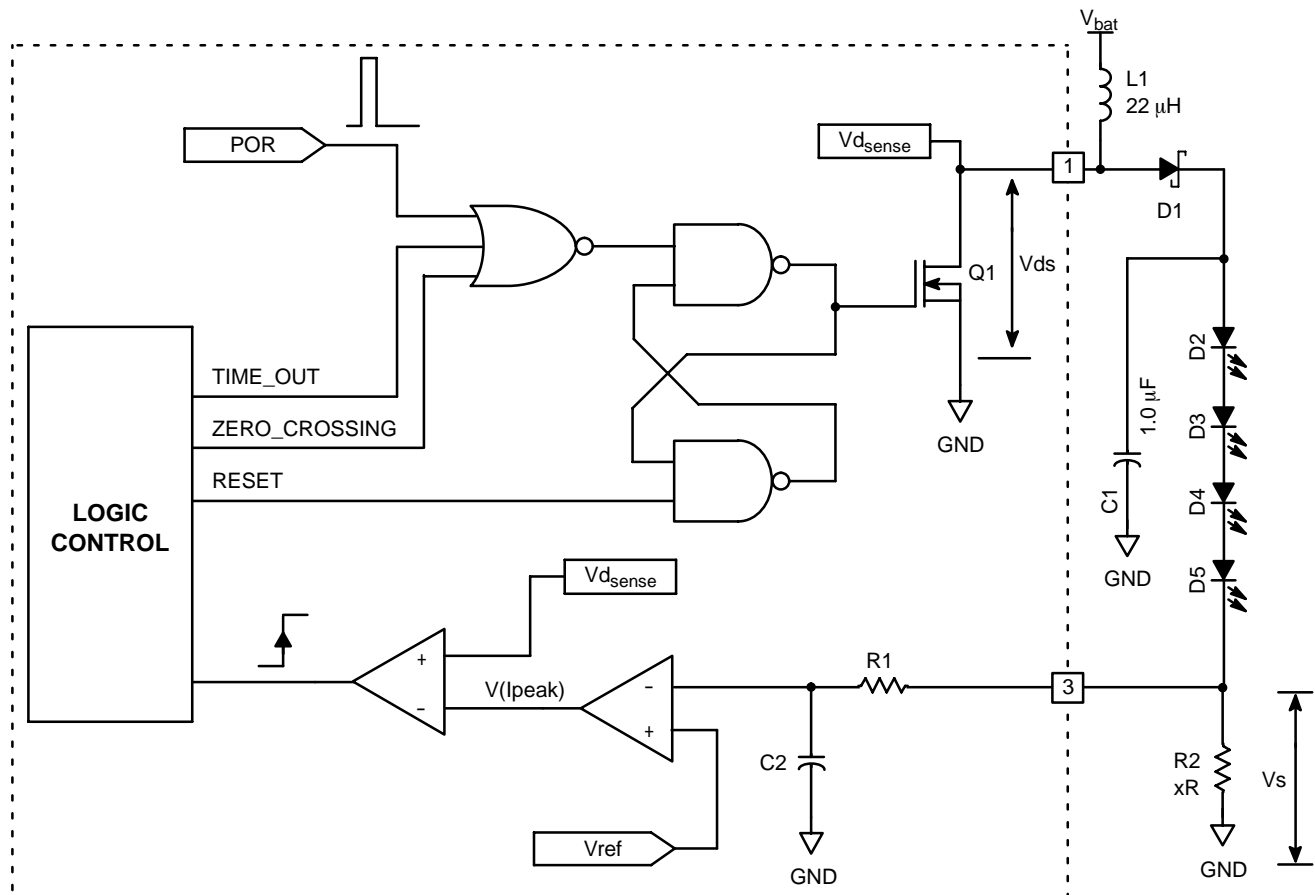 Vbat
L1
22 μH
POR
Vdsense
1
D1
Q1
Vds
D2
TIME_OUT
ZERO_CROSSING
GND
1.0 μF
D3
RESET
C1
D4
LOGIC
CONTROL
GND
D5
Vdsense
+
V(Ipeak)
−
-
+
R1
3
C2
R2
xR
Vs
Vref
GND
GND